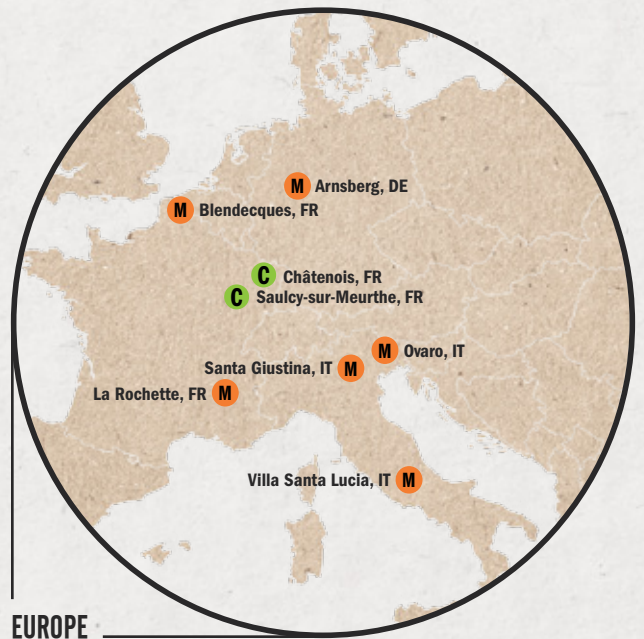 M Arnsberg, DE
M Blendecques, FR
C Châtenois, FR
C Saulcy-sur-Meurthe, FR
M Ovaro, IT
Santa Giustina, IT M
La Rochette, FR M
Villa Santa Lucia, IT M
EUROPE